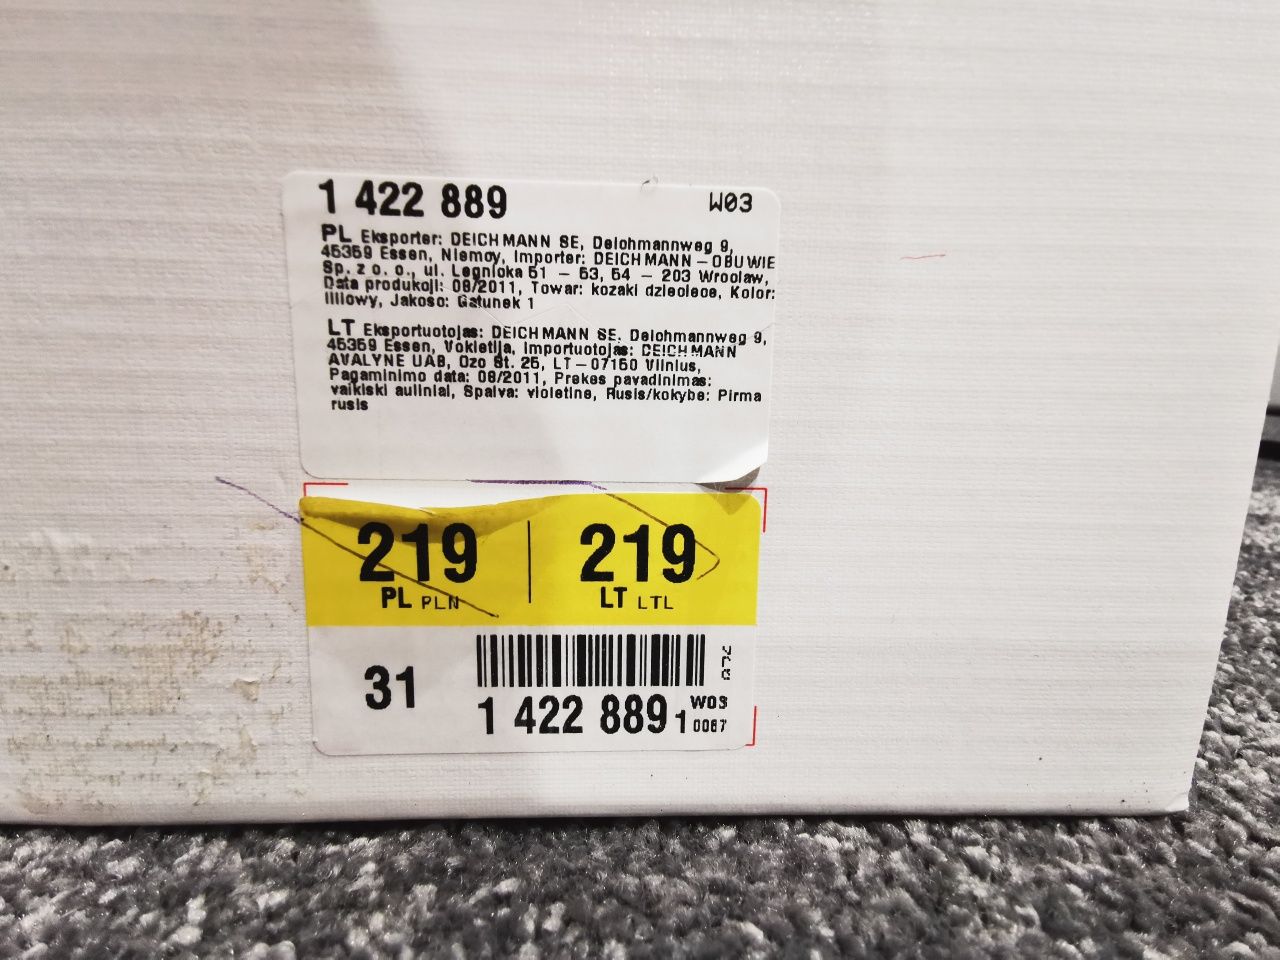 1 422 889 W03
PL Eksporter: DEICHMANN SE, Deichmannweg 9,
45359 Essen, Niemcy, Importer: DEICHMANN - OBUWIE
Sp. z o. o., ul. Legnicka 51 - 53, 54 - 203 Wroclaw,
Data produkcji: 08/2011, Towar: kozaki dzieciece, Kolor:
liliowy, Jakosc: Gatunek 1
LT Eksportuotojas: DEICHMANN SE, Deichmannweg 9,
45359 Essen, Vokietija, Importuotojas: DEICHMANN
AVALYNE UAB, Ozo St. 25, LT-07150 Vilnius,
Pagaminimo data: 08/2011, Prekes pavadinimas:
vaikiski auliniai, Spalva: violetine, Rusis/kokybe: Pirma
rusis
219 219
PL PLN LT LTL
31
1 422 889 1 W03
0067